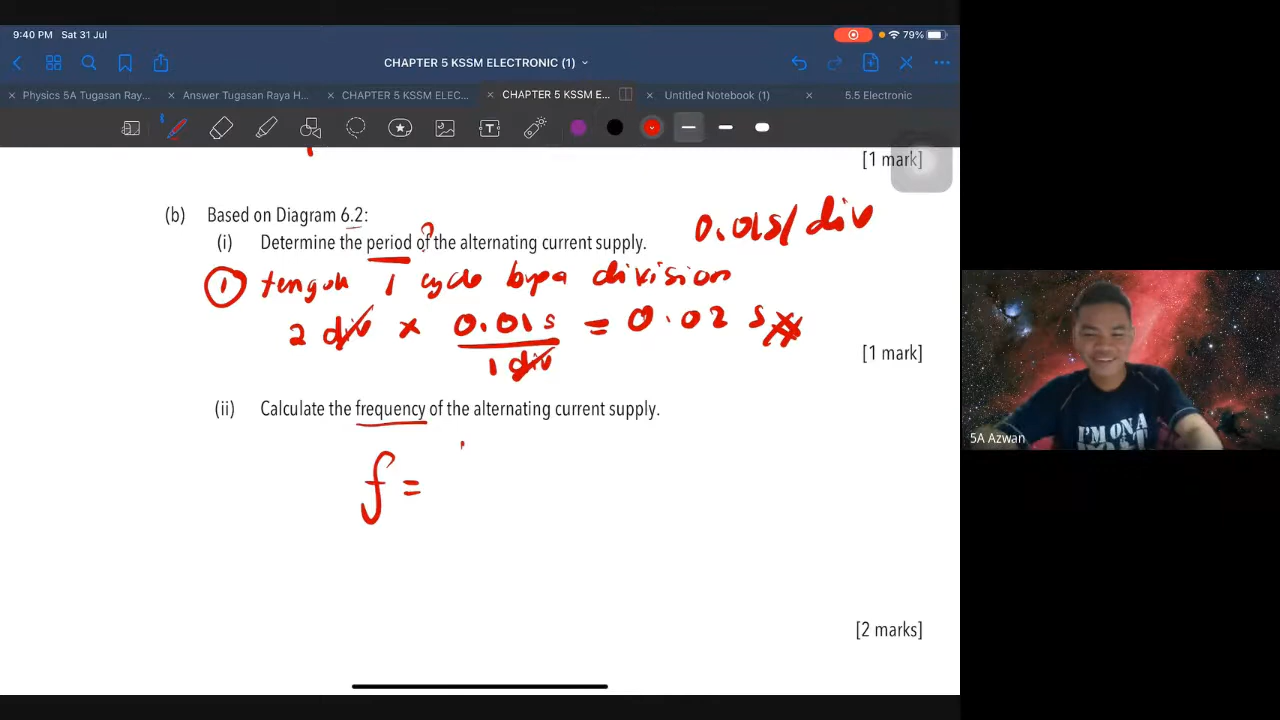 9:40 PM Sat 31 Jul
79%
CHAPTER 5 KSSM ELECTRONIC (1)
Physics 5A Tugasan Ray...
Answer Tugasan Raya H...
CHAPTER 5 KSSM ELEC...
CHAPTER 5 KSSM E...
Untitled Notebook (1)
5.5 Electronic
[1 mark]
(b) Based on Diagram 6.2:
0.01s/div
(i) Determine the period of the alternating current supply.
1 tengok 1 cycle brpa division
2 div × 0.01s = 0.02 s
1 div
[1 mark]
(ii) Calculate the frequency of the alternating current supply.
f =
[2 marks]
I'M ON A
5A Azwan